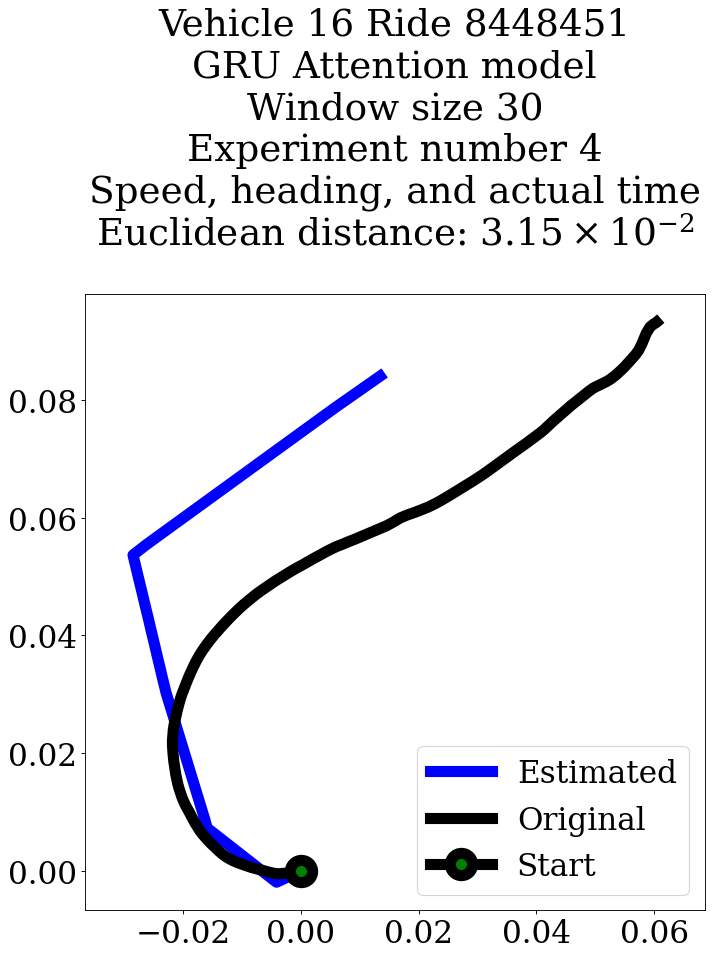 Vehicle 16 Ride 8448451
GRU Attention model
Window size 30
Experiment number 4
Speed, heading, and actual time
Euclidean distance: 3.15 × 10⁻²
0.08
0.06
0.04
0.02
0.00
−0.02 0.00 0.02 0.04 0.06
Estimated
Original
Start